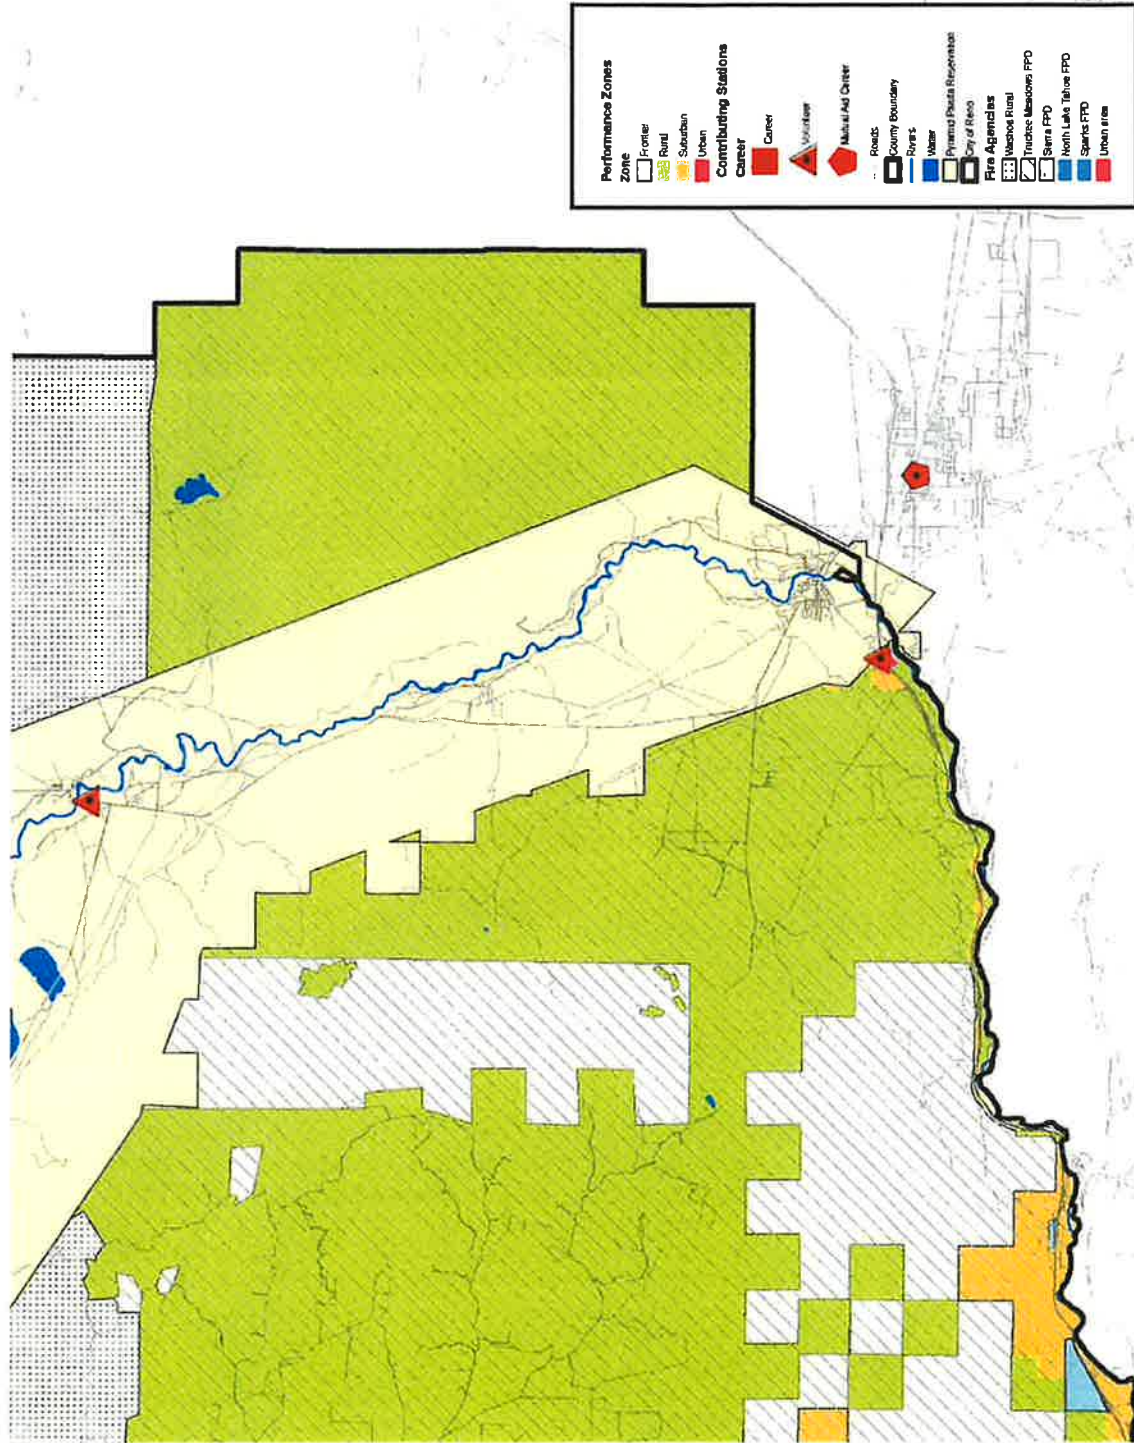 Performance Zones
Zone
Frontier
Rural
Suburban
Urban
Contributing Stations
Career
Career
Volunteer
Mutual Aid Career
Roads
County Boundary
Rivers
Water
Pyramid Paiute Reservation
City of Reno
Fire Agencies
Washoe Rural
Truckee Meadows FPD
Sierra FPD
North Lake Tahoe FPD
Sparks FPD
Urban area